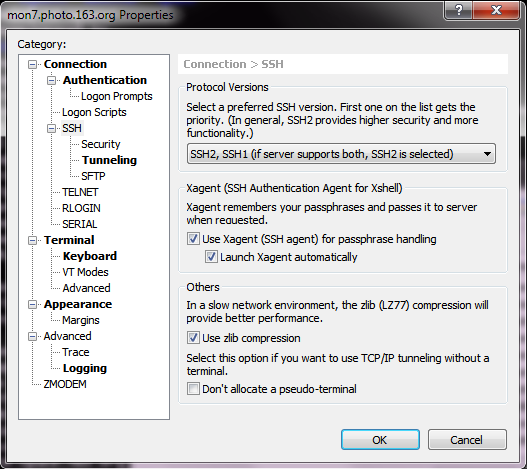 mon7.photo.163.org Properties
Category:
Connection
Authentication
Logon Prompts
Logon Scripts
SSH
Security
Tunneling
SFTP
TELNET
RLOGIN
SERIAL
Terminal
Keyboard
VT Modes
Advanced
Appearance
Margins
Advanced
Trace
Logging
ZMODEM
Connection > SSH
Protocol Versions
Select a preferred SSH version. First one on the list gets the
priority. (In general, SSH2 provides higher security and more
functionality.)
SSH2, SSH1 (if server supports both, SSH2 is selected)
Xagent (SSH Authentication Agent for Xshell)
Xagent remembers your passphrases and passes it to server
when requested.
Use Xagent (SSH agent) for passphrase handling
Launch Xagent automatically
Others
In a slow network environment, the zlib (LZ77) compression will
provide better performance.
Use zlib compression
Select this option if you want to use TCP/IP tunneling without a
terminal.
Don't allocate a pseudo-terminal
OK
Cancel